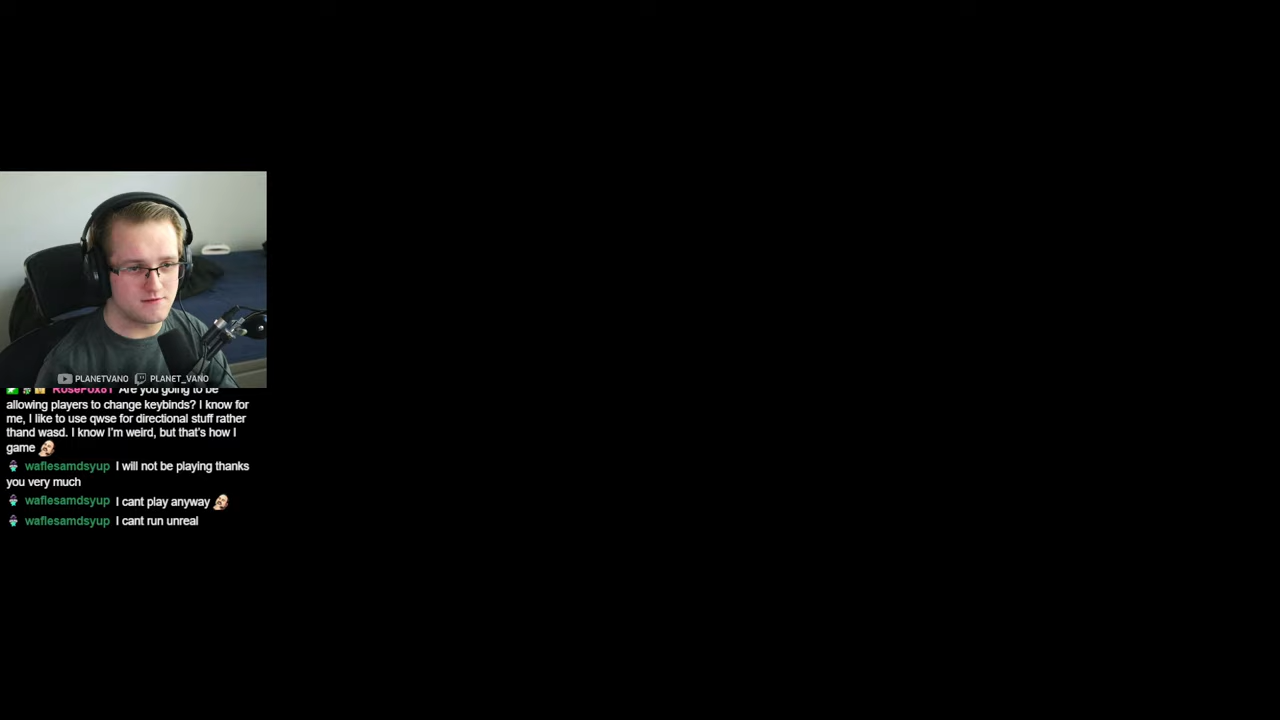 PLANETVANO PLANET_VANO
RoseFox81 Are you going to be
allowing players to change keybinds? I know for
me, I like to use qwse for directional stuff rather
thand wasd. I know I'm weird, but that's how I
game
waflesamdsyup I will not be playing thanks
you very much
waflesamdsyup I cant play anyway
waflesamdsyup I cant run unreal